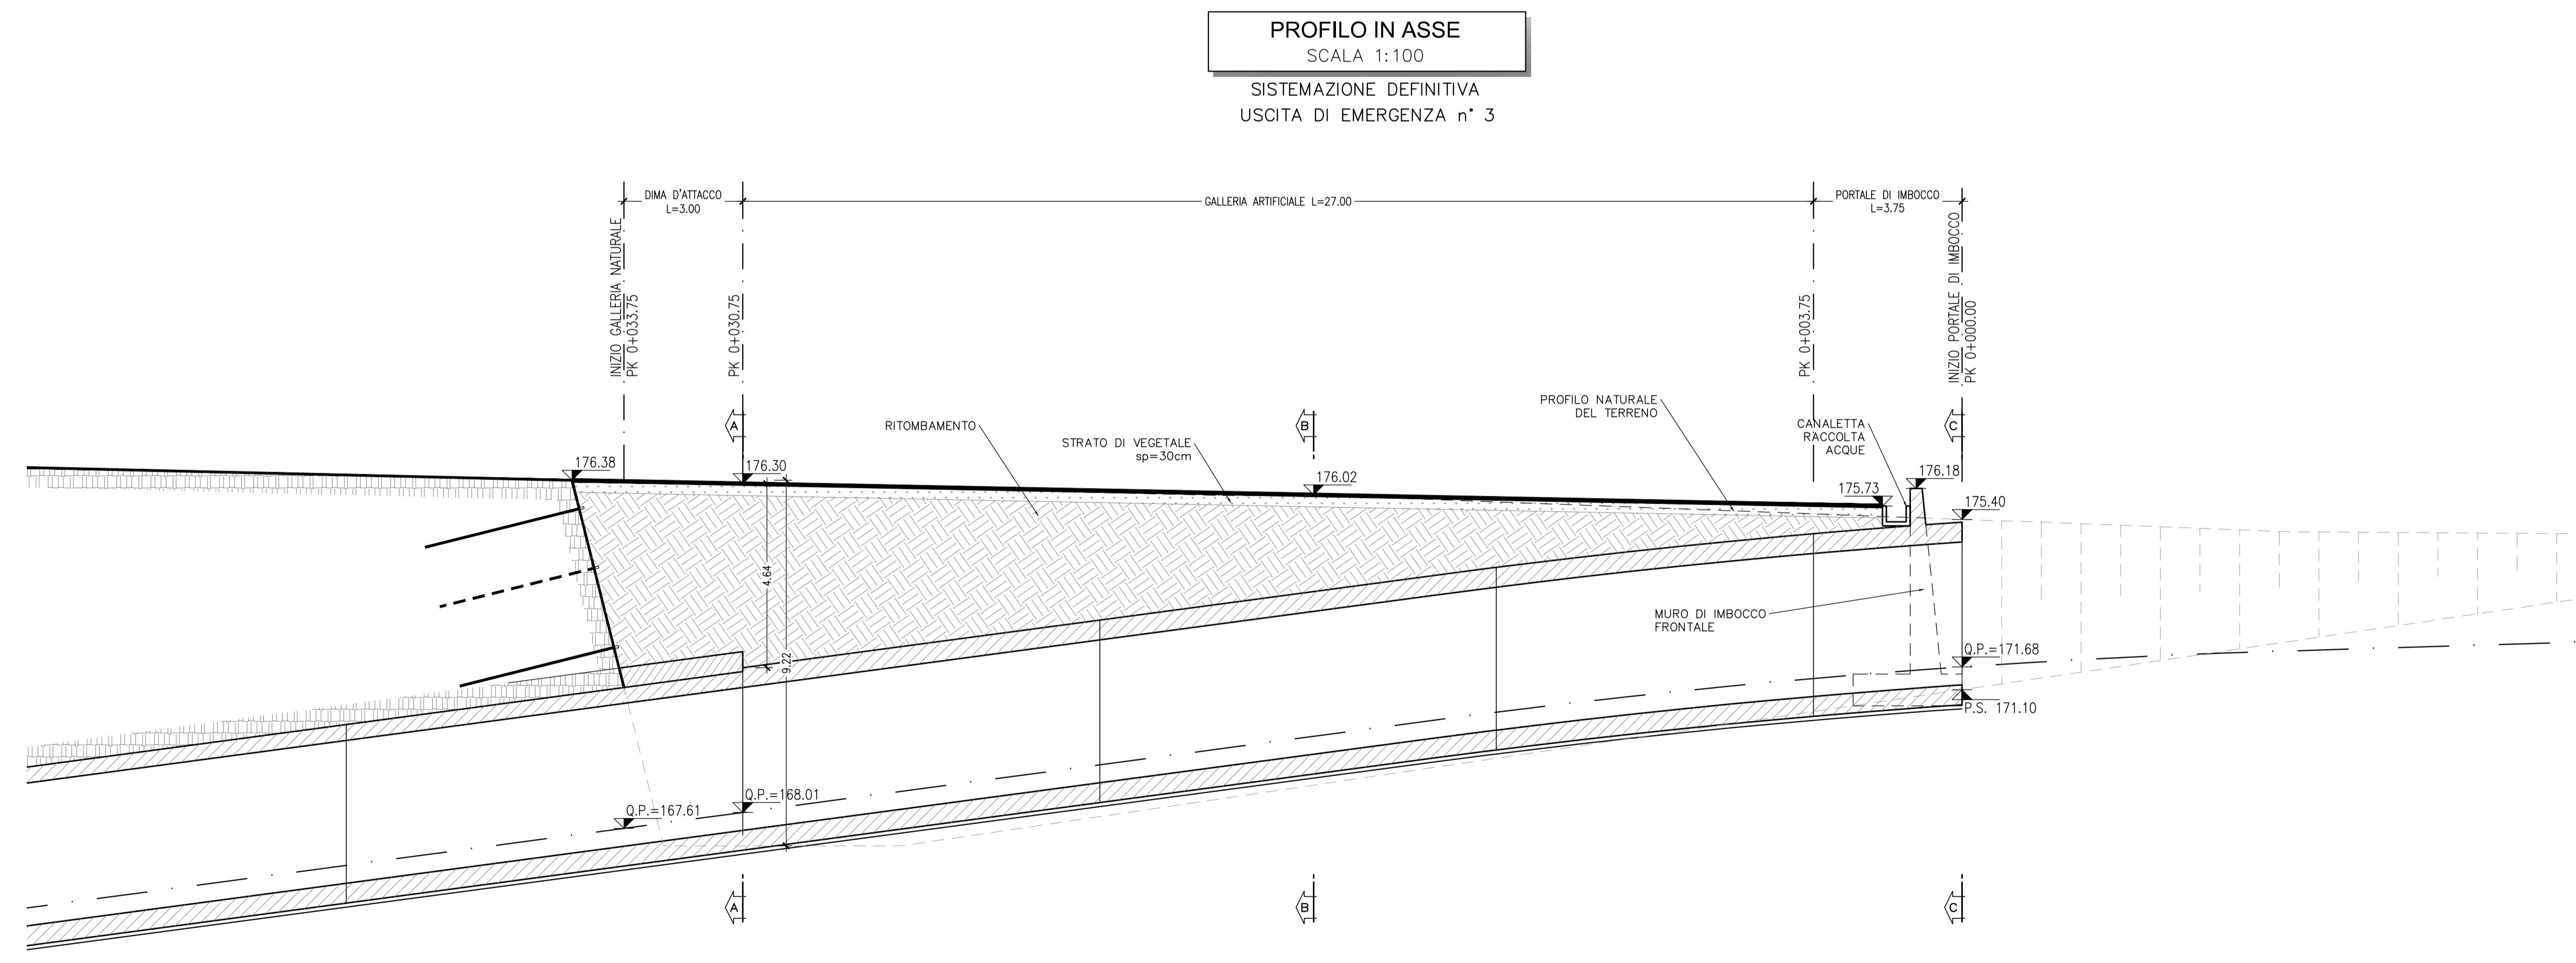 PROFILO IN ASSE
SCALA 1:100
SISTEMAZIONE DEFINITIVA
USCITA DI EMERGENZA n° 3
DIMA D'ATTACCO
L=3.00
GALLERIA ARTIFICIALE L=27.00
PORTALE DI IMBOCCO
L=3.75
INIZIO GALLERIA NATURALE
PK 0+033.75
PK 0+030.75
PK 0+003.75
INIZIO PORTALE DI IMBOCCO
PK 0+000.00
A
B
C
RITOMBAMENTO
STRATO DI VEGETALE
sp=30cm
PROFILO NATURALE
DEL TERRENO
CANALETTA
RACCOLTA
ACQUE
176.38
176.30
176.02
175.73
176.18
175.40
4.64
9.22
MURO DI IMBOCCO
FRONTALE
Q.P.=171.68
P.S. 171.10
Q.P.=168.01
Q.P.=167.61
A
B
C